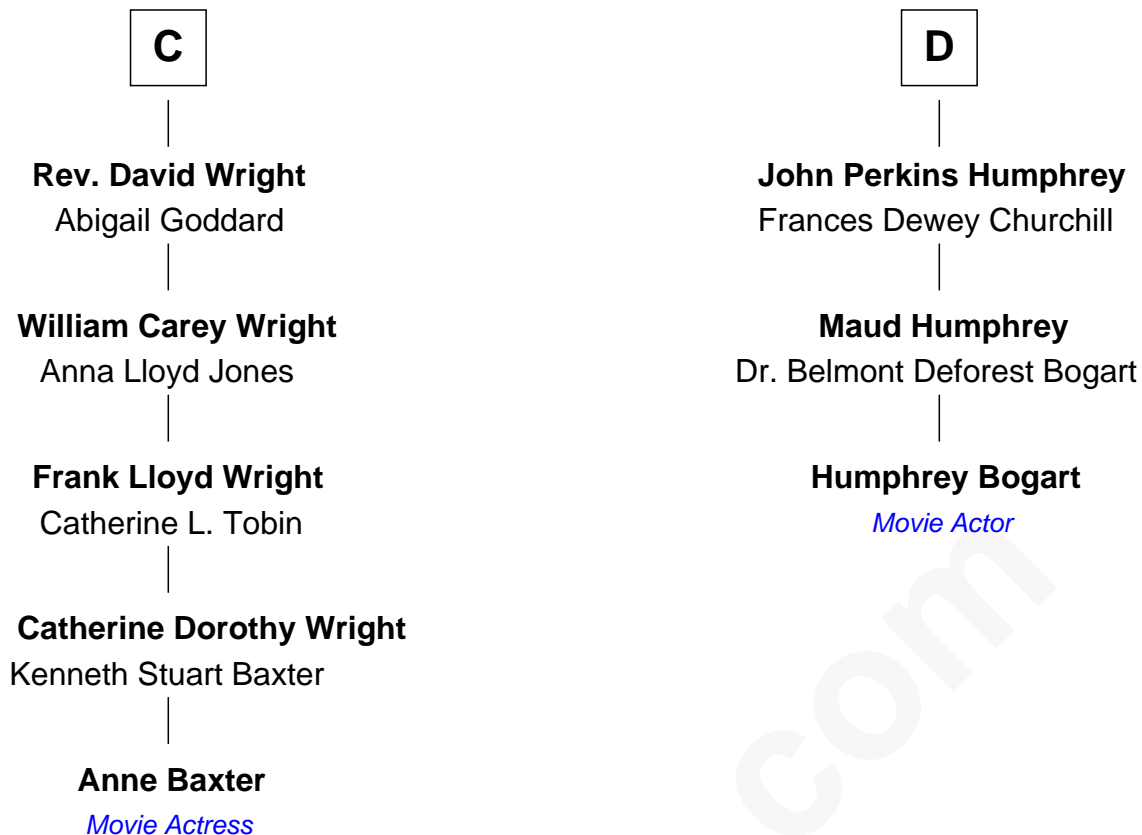 C
Rev. David Wright
Abigail Goddard
William Carey Wright
Anna Lloyd Jones
Frank Lloyd Wright
Catherine L. Tobin
Catherine Dorothy Wright
Kenneth Stuart Baxter
Anne Baxter
Movie Actress
D
John Perkins Humphrey
Frances Dewey Churchill
Maud Humphrey
Dr. Belmont Deforest Bogart
Humphrey Bogart
Movie Actor
com